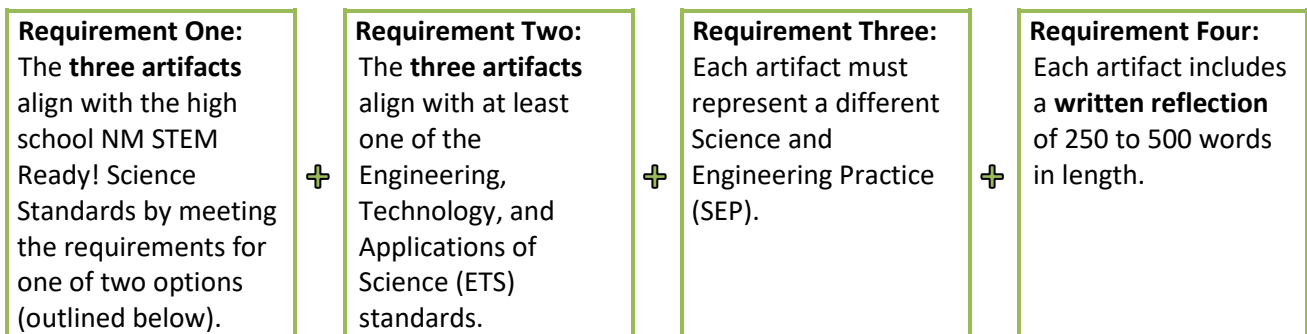 Requirement One:
The three artifacts
align with the high
school NM STEM
Ready! Science
Standards by meeting
the requirements for
one of two options
(outlined below).
Requirement Two:
The three artifacts
align with at least
one of the
Engineering,
Technology, and
Applications of
Science (ETS)
standards.
Requirement Three:
Each artifact must
represent a different
Science and
Engineering Practice
(SEP).
Requirement Four:
Each artifact includes
a written reflection
of 250 to 500 words
in length.